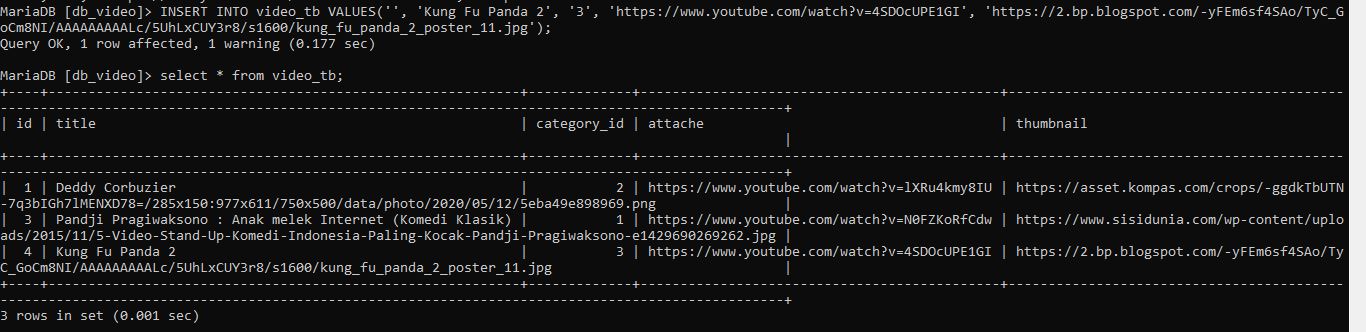 MariaDB [db_video]> INSERT INTO video_tb VALUES('', 'Kung Fu Panda 2', '3', 'https://www.youtube.com/watch?v=4SDOcUPE1GI', 'https://2.bp.blogspot.com/-yFEm6sf4SAo/TyC_G
oCm8NI/AAAAAAAAALc/5UhLxCUY3r8/s1600/kung_fu_panda_2_poster_11.jpg');
Query OK, 1 row affected, 1 warning (0.177 sec)
MariaDB [db_video]> select * from video_tb;
+----+------------------------------------------------------------+-------------+---------------------------------------------+------------------------------------------
--------------------------------------------------------------------------------------------------+
| id | title | category_id | attache | thumbnail
|
+----+------------------------------------------------------------+-------------+---------------------------------------------+------------------------------------------
--------------------------------------------------------------------------------------------------+
| 1 | Deddy Corbuzier | 2 | https://www.youtube.com/watch?v=lXRu4kmy8IU | https://asset.kompas.com/crops/-ggdkTbUTN
-7q3bIGh7lMENXD78=/285x150:977x611/750x500/data/photo/2020/05/12/5eba49e898969.png |
| 3 | Pandji Pragiwaksono : Anak melek Internet (Komedi Klasik) | 1 | https://www.youtube.com/watch?v=N0FZKoRfCdw | https://www.sisidunia.com/wp-content/uplo
ads/2015/11/5-Video-Stand-Up-Komedi-Indonesia-Paling-Kocak-Pandji-Pragiwaksono-e1429690269262.jpg |
| 4 | Kung Fu Panda 2 | 3 | https://www.youtube.com/watch?v=4SDOcUPE1GI | https://2.bp.blogspot.com/-yFEm6sf4SAo/Ty
C_GoCm8NI/AAAAAAAAALc/5UhLxCUY3r8/s1600/kung_fu_panda_2_poster_11.jpg |
+----+------------------------------------------------------------+-------------+---------------------------------------------+------------------------------------------
--------------------------------------------------------------------------------------------------+
3 rows in set (0.001 sec)